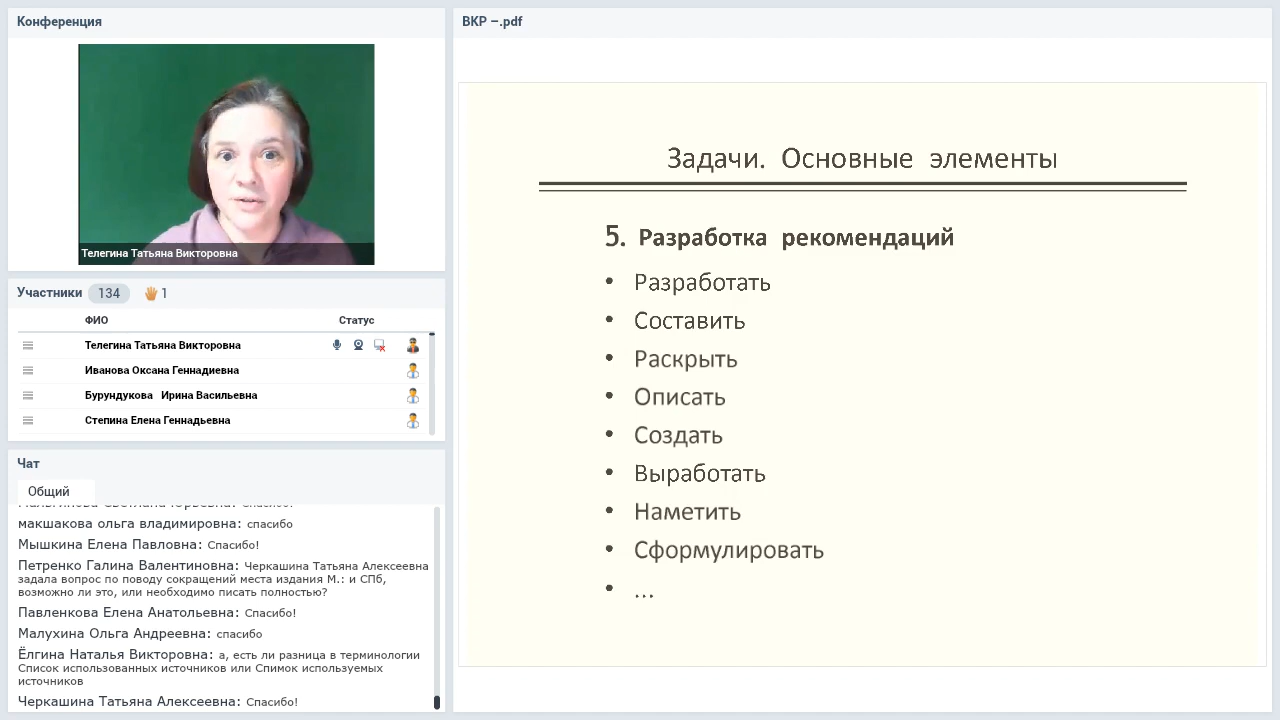 Конференция
Телегина Татьяна Викторовна
Участники 134 1
ФИО Статус
Телегина Татьяна Викторовна
Иванова Оксана Геннадиевна
Бурундукова Ирина Васильевна
Степина Елена Геннадьевна
Чат
Общий
макшакова ольга владимировна: спасибо
Мышкина Елена Павловна: Спасибо!
Петренко Галина Валентиновна: Черкашина Татьяна Алексеевна
задала вопрос по поводу сокращений места издания М.: и СПб,
возможно ли это, или необходимо писать полностью?
Павленкова Елена Анатольевна: Спасибо!
Малухина Ольга Андреевна: спасибо
Ёлгина Наталья Викторовна: а, есть ли разница в терминологии
Список использованных источников или Спимок используемых
источников
Черкашина Татьяна Алексеевна: Спасибо!
ВКР –.pdf
Задачи. Основные элементы
5. Разработка рекомендаций
• Разработать
• Составить
• Раскрыть
• Описать
• Создать
• Выработать
• Наметить
• Сформулировать
• ...